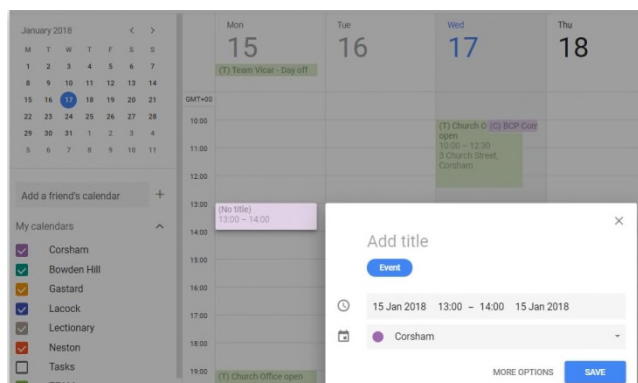 January 2018 < >
M T W T F S S
1 2 3 4 5 6 7
8 9 10 11 12 13 14
15 16 17 18 19 20 21
22 23 24 25 26 27 28
29 30 31 1 2 3 4
5 6 7 8 9 10 11
Add a friend's calendar +
My calendars
Corsham
Bowden Hill
Gastard
Lacock
Lectionary
Neston
Tasks
Mon
15
Tue
16
Wed
17
Thu
18
(T) Team Vicar - Day off
GMT+00
10:00
11:00
12:00
13:00
14:00
15:00
16:00
17:00
18:00
19:00
(T) Church O
open
10:00 – 12:30
3 Church Street,
Corsham
(C) BCP Com
(No title)
13:00 – 14:00
(T) Church Office open
Add title
Event
15 Jan 2018 13:00 – 14:00 15 Jan 2018
Corsham
MORE OPTIONS SAVE